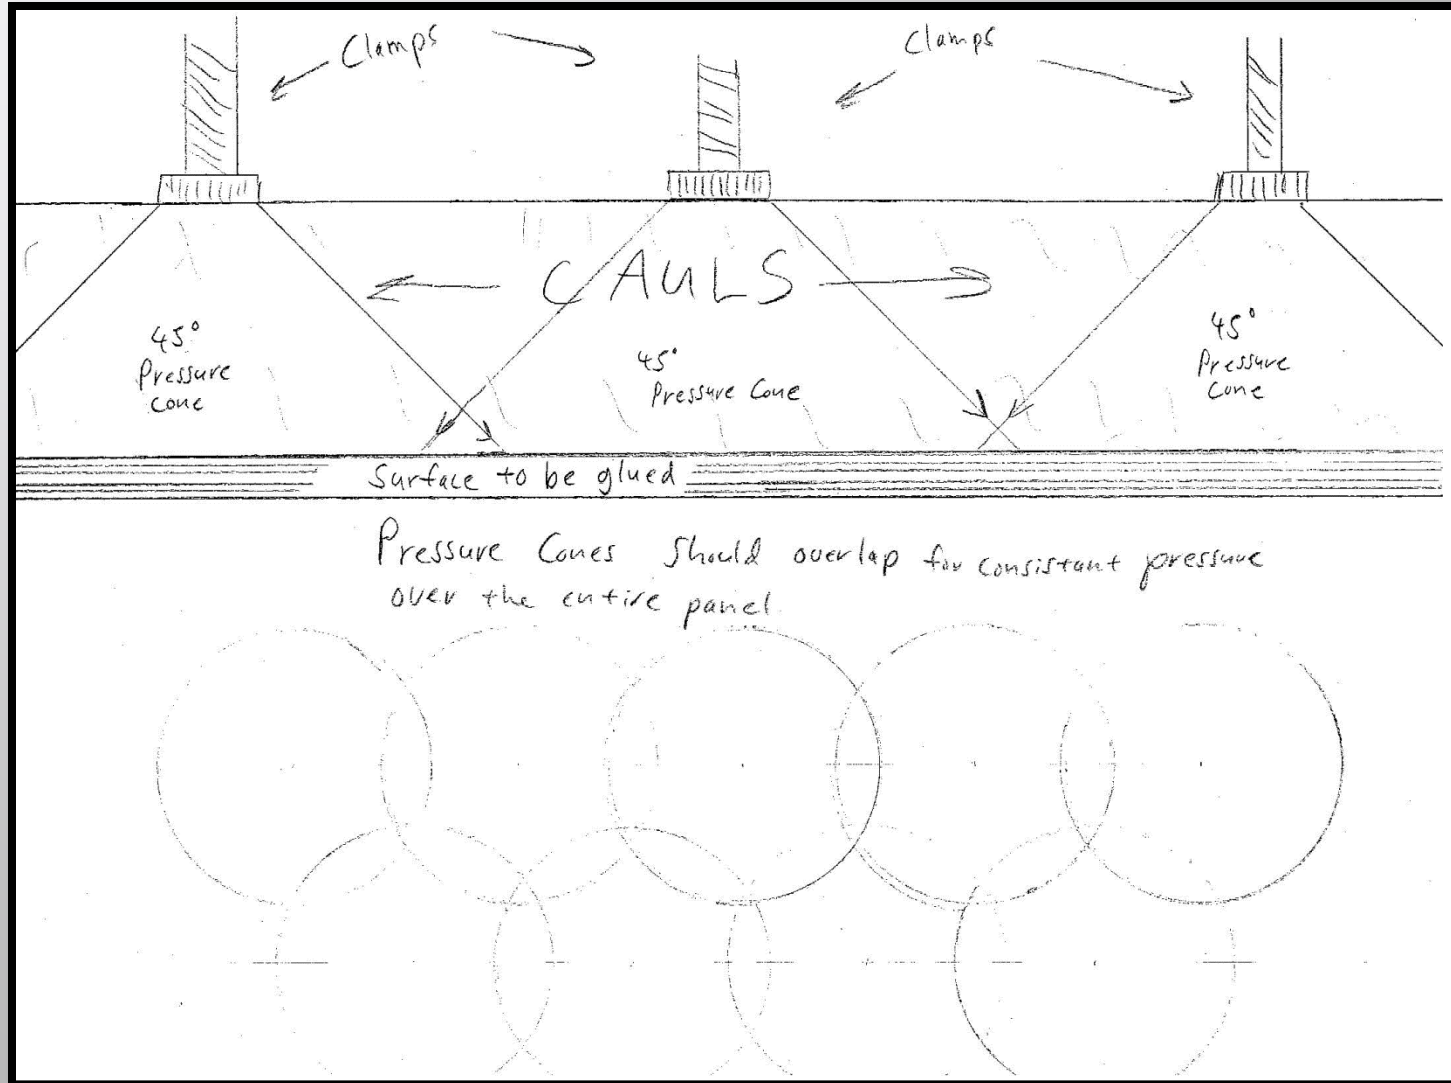 Clamps
Clamps
CAULS
45°
Pressure
Cone
45°
Pressure Cone
45°
Pressure
Cone
Surface to be glued
Pressure Cones Should overlap for consistant pressure
over the entire panel